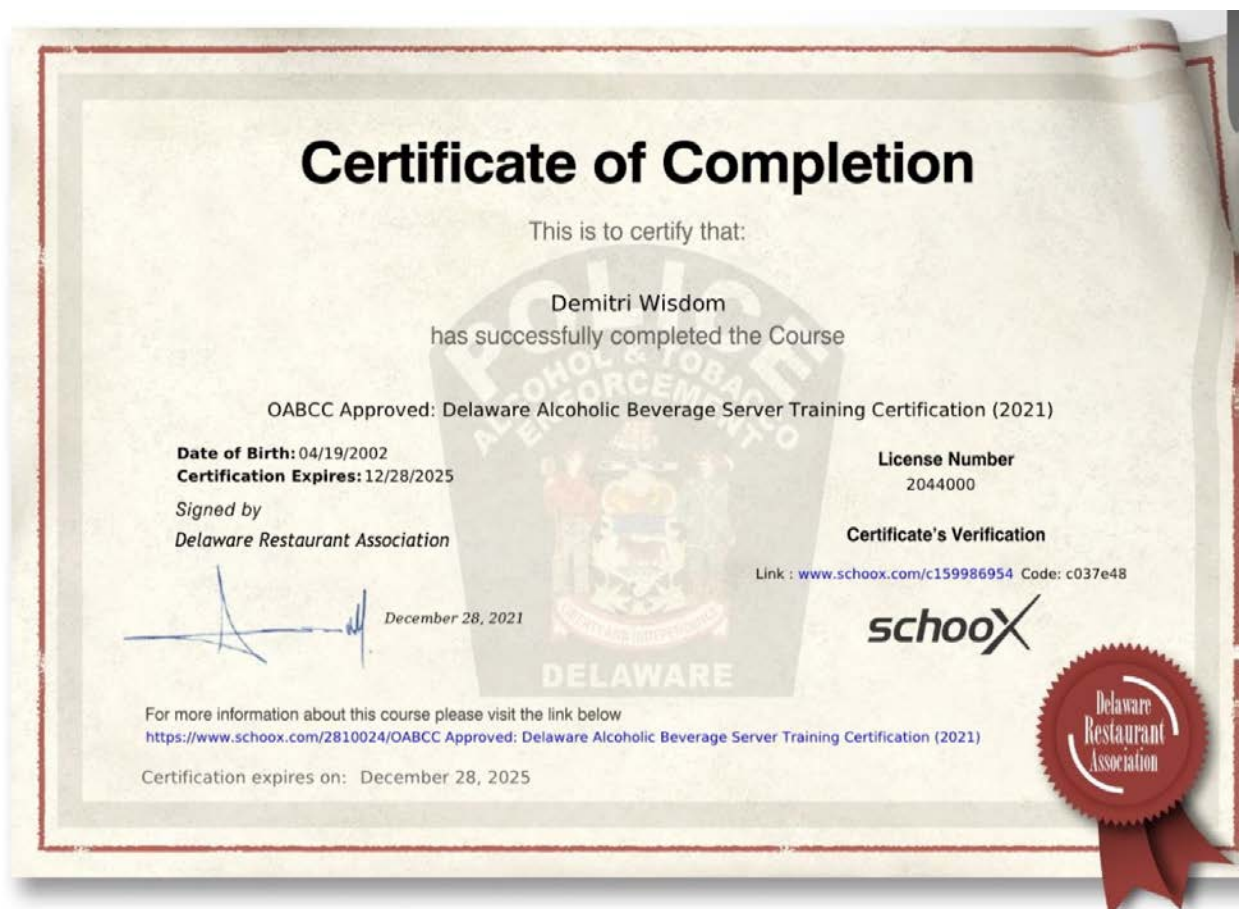 Certificate of Completion
This is to certify that:
Demitri Wisdom
has successfully completed the Course
OABCC Approved: Delaware Alcoholic Beverage Server Training Certification (2021)
Date of Birth: 04/19/2002
Certification Expires: 12/28/2025
Signed by
Delaware Restaurant Association
December 28, 2021
License Number
2044000
Certificate's Verification
Link : www.schoox.com/c159986954 Code: c037e48
schoox
POLICE
ALCOHOL & TOBACCO
ENFORCEMENT
LIBERTY AND INDEPENDENCE
DELAWARE
For more information about this course please visit the link below
https://www.schoox.com/2810024/OABCC Approved: Delaware Alcoholic Beverage Server Training Certification (2021)
Certification expires on: December 28, 2025
Delaware
Restaurant
Association